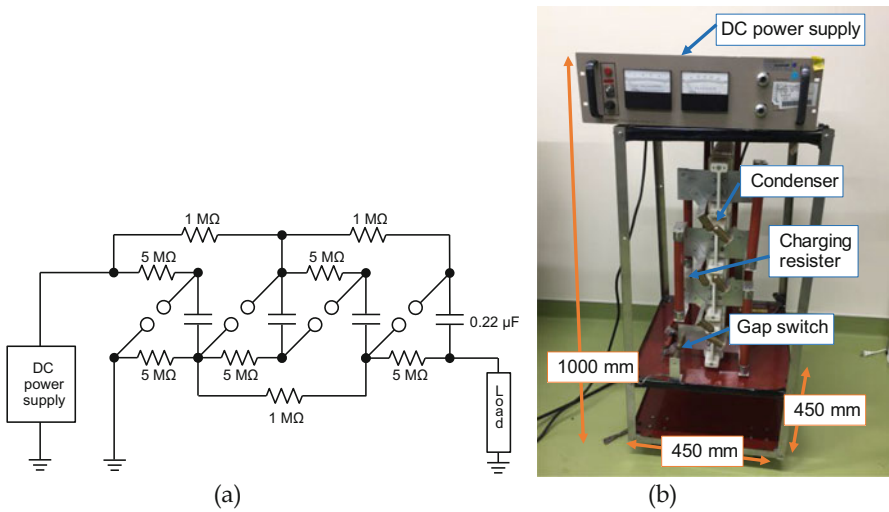 DC power supply
1 MΩ
1 MΩ
5 MΩ
5 MΩ
Condenser
Charging
resister
0.22 µF
Gap switch
DC
power
supply
5 MΩ
5 MΩ
5 MΩ
Load
1 MΩ
1000 mm
450 mm
450 mm
(a)
(b)